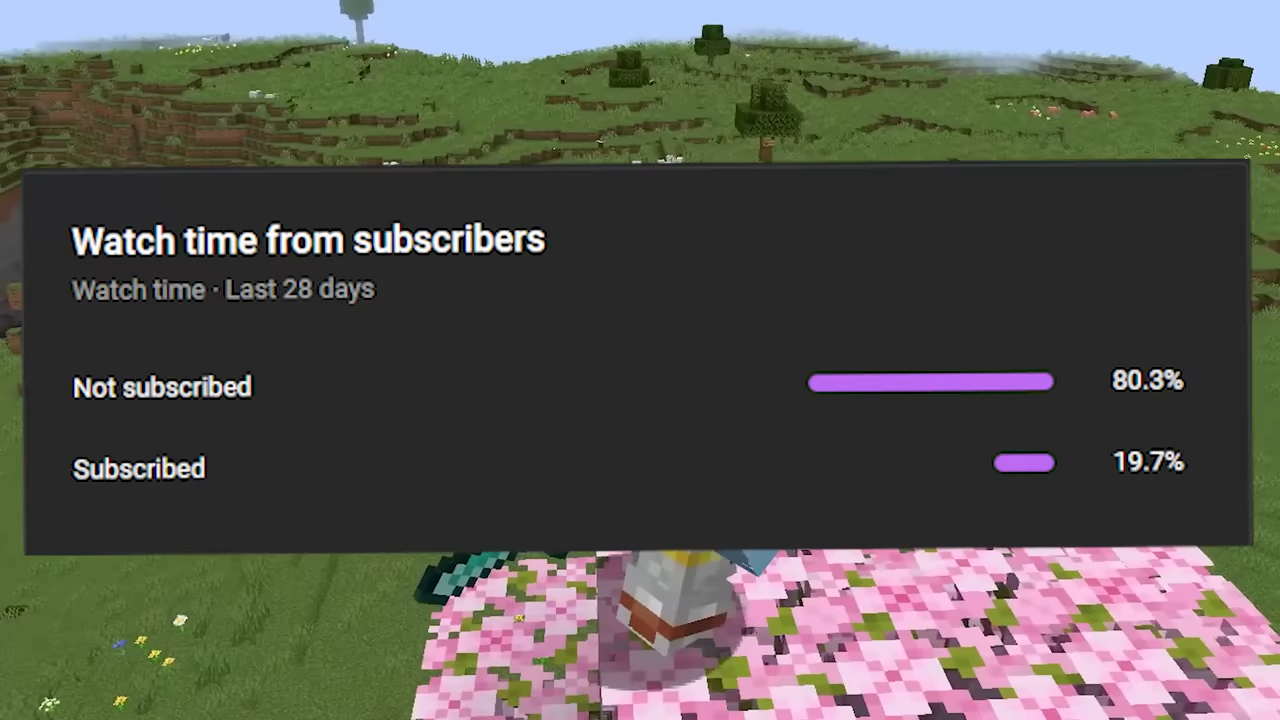 Watch time from subscribers
Watch time · Last 28 days
Not subscribed 80.3%
Subscribed 19.7%